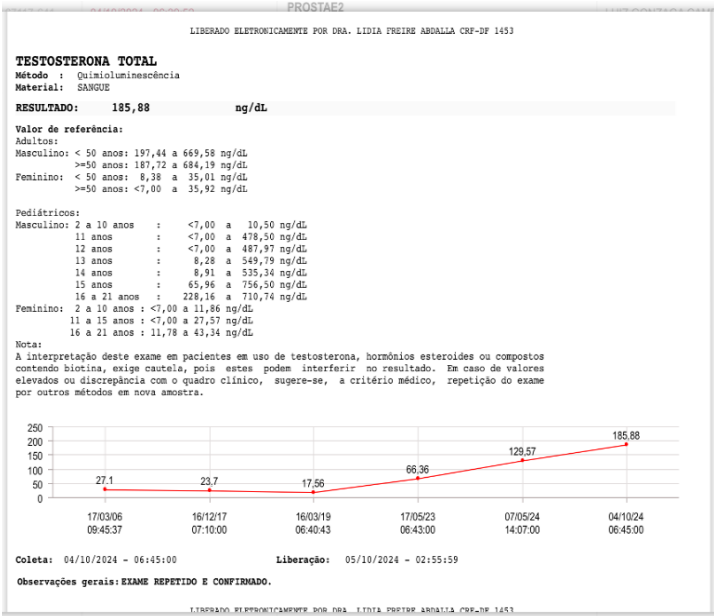 PROSTAE2
LIBERADO ELETRONICAMENTE POR DRA. LIDIA FREIRE ABDALLA CRF-DF 1453
TESTOSTERONA TOTAL
Método : Quimioluminescência
Material: SANGUE
RESULTADO: 185,88 ng/dL
Valor de referência:
Adultos:
Masculino: < 50 anos: 197,44 a 669,58 ng/dL
>=50 anos: 187,72 a 684,19 ng/dL
Feminino: < 50 anos: 8,38 a 35,01 ng/dL
>=50 anos: <7,00 a 35,92 ng/dL
Pediátricos:
Masculino: 2 a 10 anos : <7,00 a 10,50 ng/dL
11 anos : <7,00 a 478,50 ng/dL
12 anos : <7,00 a 487,97 ng/dL
13 anos : 8,28 a 549,79 ng/dL
14 anos : 8,91 a 535,34 ng/dL
15 anos : 65,96 a 756,50 ng/dL
16 a 21 anos : 228,16 a 710,74 ng/dL
Feminino: 2 a 10 anos : <7,00 a 11,86 ng/dL
11 a 15 anos : <7,00 a 27,57 ng/dL
16 a 21 anos : 11,78 a 43,34 ng/dL
Nota:
A interpretação deste exame em pacientes em uso de testosterona, hormônios esteroides ou compostos
contendo biotina, exige cautela, pois estes podem interferir no resultado. Em caso de valores
elevados ou discrepância com o quadro clínico, sugere-se, a critério médico, repetição do exame
por outros métodos em nova amostra.
250
200
150
100
50
0
27,1 23,7 17,56 66,36 129,57 185,88
17/03/06 16/12/17 16/03/19 17/05/23 07/05/24 04/10/24
09:45:37 07:10:00 06:40:43 06:43:00 14:07:00 06:45:00
Coleta: 04/10/2024 - 06:45:00 Liberação: 05/10/2024 - 02:55:59
Observações gerais: EXAME REPETIDO E CONFIRMADO.
LIBERADO ELETRONICAMENTE POR DRA. LIDIA FREIRE ABDALLA CRF-DF 1453